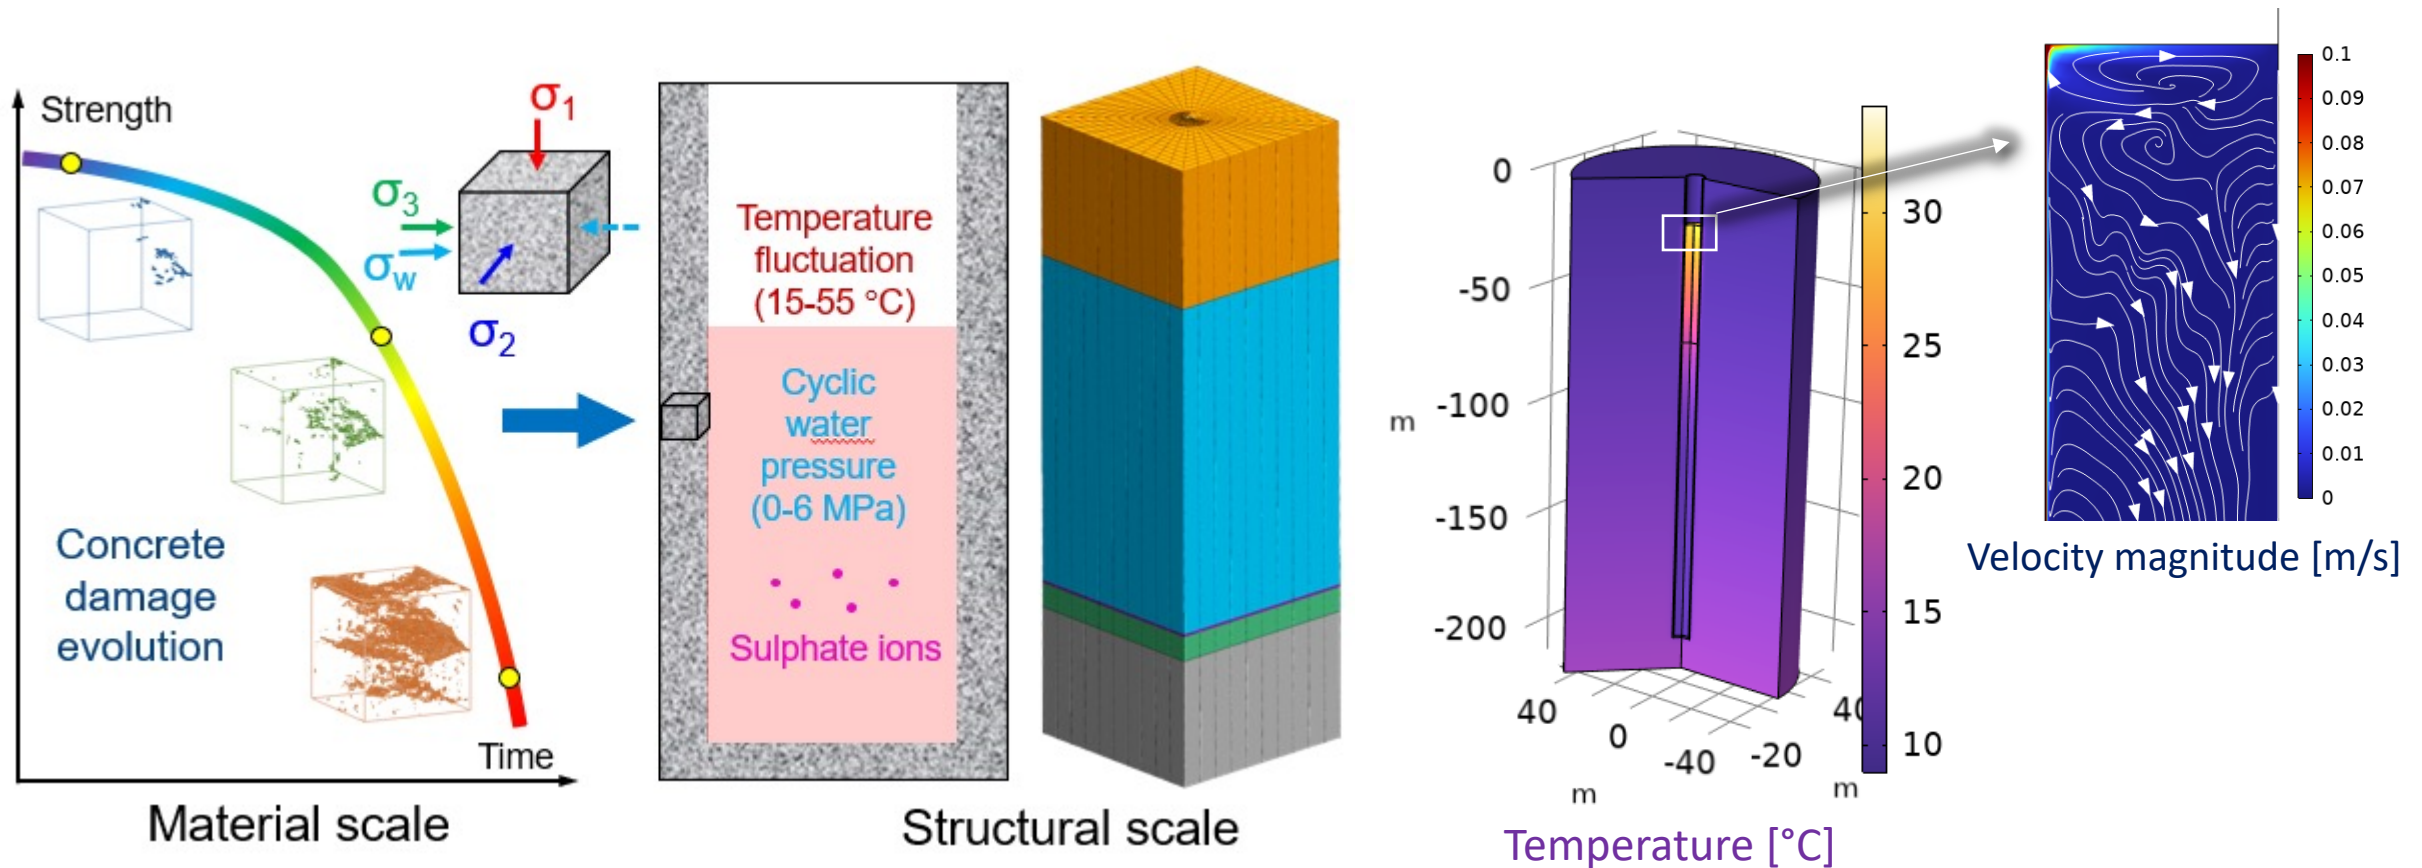 Strength
Concrete
damage
evolution
Time
Material scale
σ1
σ3
σw
σ2
Temperature
fluctuation
(15-55 °C)
Cyclic
water
pressure
(0-6 MPa)
Sulphate ions
Structural scale
0
-50
-100
-150
-200
m
40
0
-40
-20
40
m
m
30
25
20
15
10
Temperature [°C]
0.1
0.09
0.08
0.07
0.06
0.05
0.04
0.03
0.02
0.01
0
Velocity magnitude [m/s]